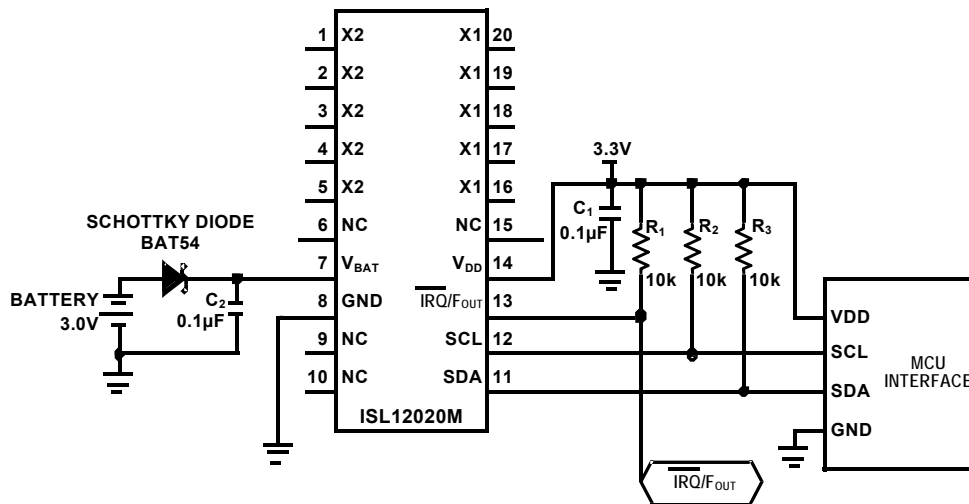 1 X2 X1 20
2 X2 X1 19
3 X2 X1 18
4 X2 X1 17
5 X2 X1 16
6 NC NC 15
7 VBAT VDD 14
8 GND IRQ/FOUT 13
9 NC SCL 12
10 NC SDA 11
ISL12020M
SCHOTTKY DIODE
BAT54
BATTERY
3.0V
C2
0.1µF
3.3V
C1
0.1µF
R1
10k
R2
10k
R3
10k
VDD
SCL
SDA
GND
MCU
INTERFACE
IRQ/FOUT